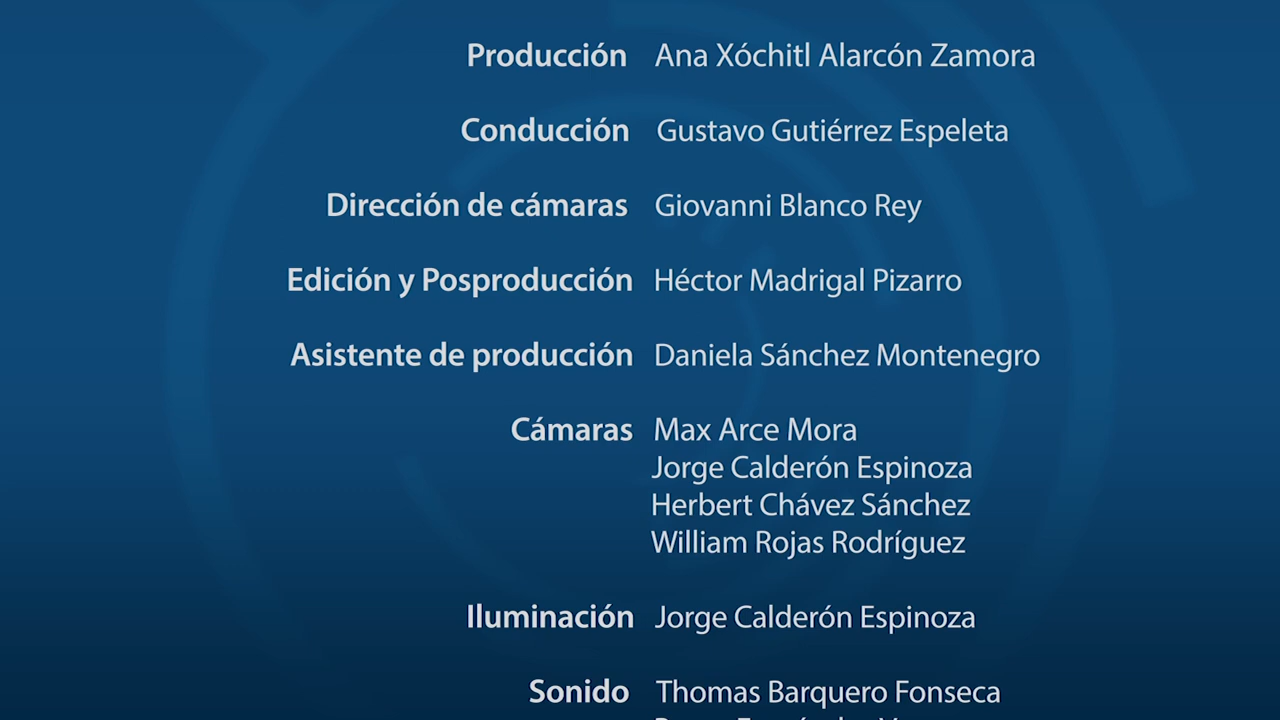 Producción Ana Xóchitl Alarcón Zamora
Conducción Gustavo Gutiérrez Espeleta
Dirección de cámaras Giovanni Blanco Rey
Edición y Posproducción Héctor Madrigal Pizarro
Asistente de producción Daniela Sánchez Montenegro
Cámaras Max Arce Mora
Jorge Calderón Espinoza
Herbert Chávez Sánchez
William Rojas Rodríguez
Iluminación Jorge Calderón Espinoza
Sonido Thomas Barquero Fonseca